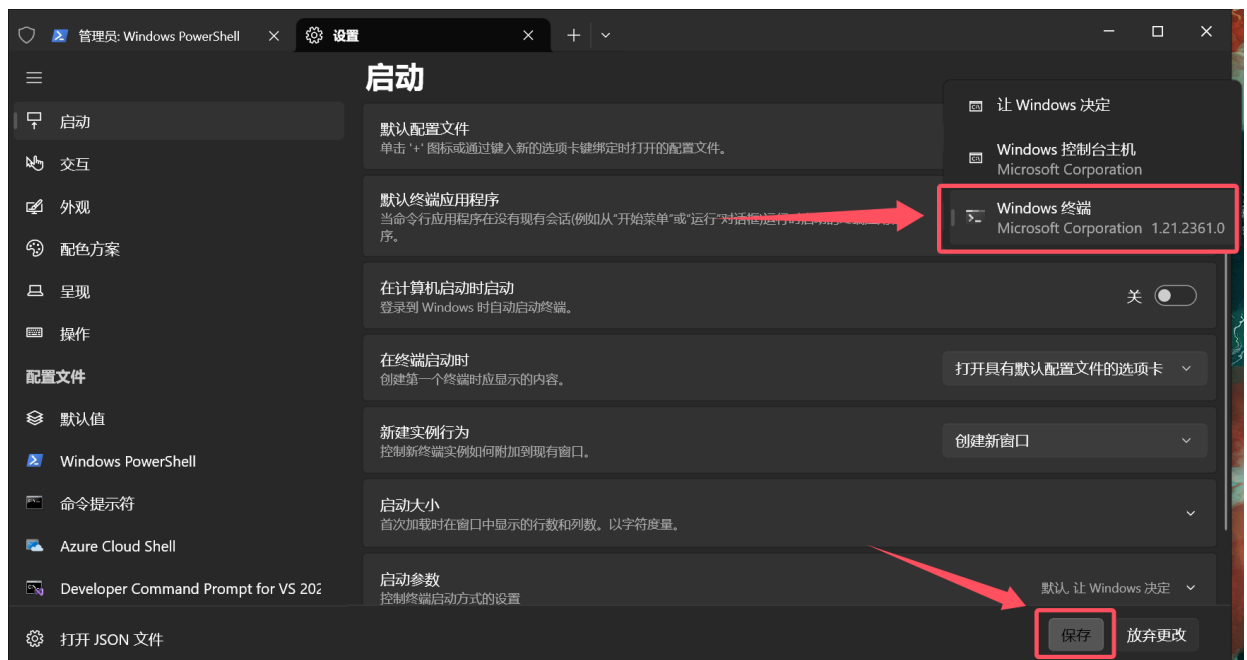 管理员: Windows PowerShell
设置
启动
启动
交互
外观
配色方案
呈现
操作
配置文件
默认值
Windows PowerShell
命令提示符
Azure Cloud Shell
Developer Command Prompt for VS 202
打开 JSON 文件
默认配置文件
单击 '+' 图标或通过键入新的选项卡键绑定时打开的配置文件。
默认终端应用程序
当命令行应用程序在没有现有会话(例如从"开始菜单"或"运行"对话框)运行时启动的终端应用
序。
让 Windows 决定
Windows 控制台主机
Microsoft Corporation
Windows 终端
Microsoft Corporation 1.21.2361.0
在计算机启动时启动
登录到 Windows 时自动启动终端。
关
在终端启动时
创建第一个终端时应显示的内容。
打开具有默认配置文件的选项卡
新建实例行为
控制新终端实例如何附加到现有窗口。
创建新窗口
启动大小
首次加载时在窗口中显示的行数和列数。以字符度量。
启动参数
控制终端启动方式的设置
默认, 让 Windows 决定
保存
放弃更改